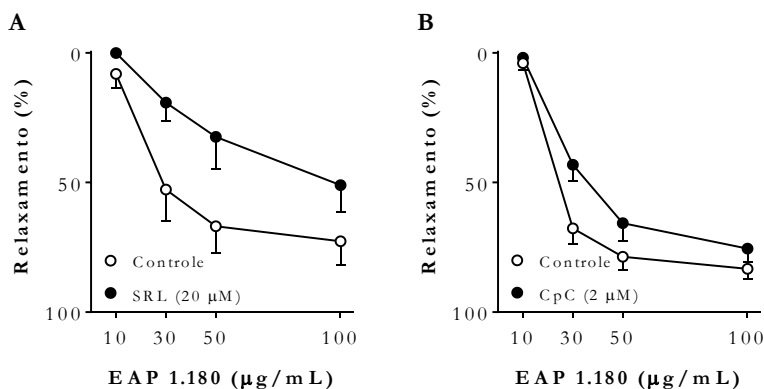 A
0
50
100
Relaxamento (%)
Controle
SRL (20 µM)
10 30 50 100
EAP 1.180 (µg/mL)
B
0
50
100
Relaxamento (%)
Controle
CpC (2 µM)
10 30 50 100
EAP 1.180 (µg/mL)